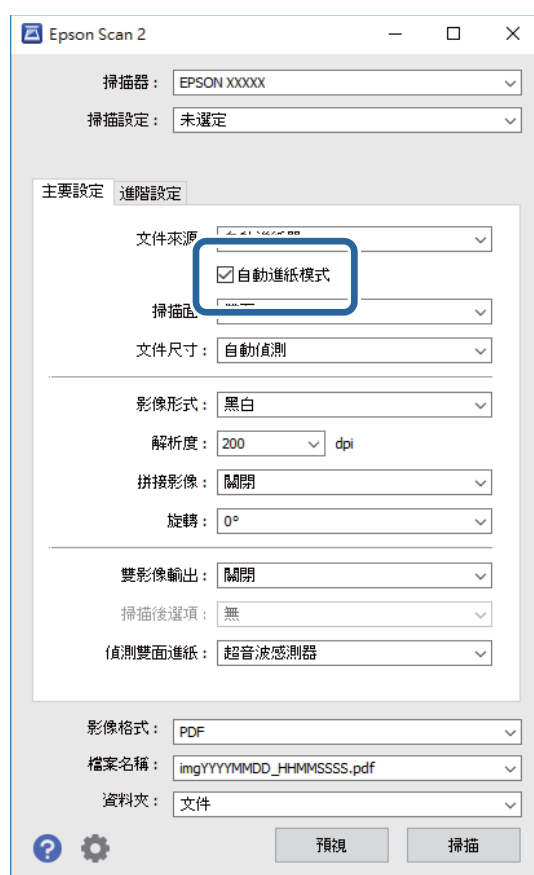 Epson Scan 2
掃描器：
EPSON XXXXX
掃描設定：
未選定
主要設定
進階設定
文件來源
自動進紙模式
文件尺寸：
自動偵測
影像形式：
黑白
解析度：
200
dpi
拼接影像：
關閉
旋轉：
0°
雙影像輸出：
關閉
掃描後選項：
無
偵測雙面進紙：
超音波感測器
影像格式：
PDF
檔案名稱：
imgYYYYMMDD_HHMMSSSS.pdf
資料夾：
文件
?
預視
掃描